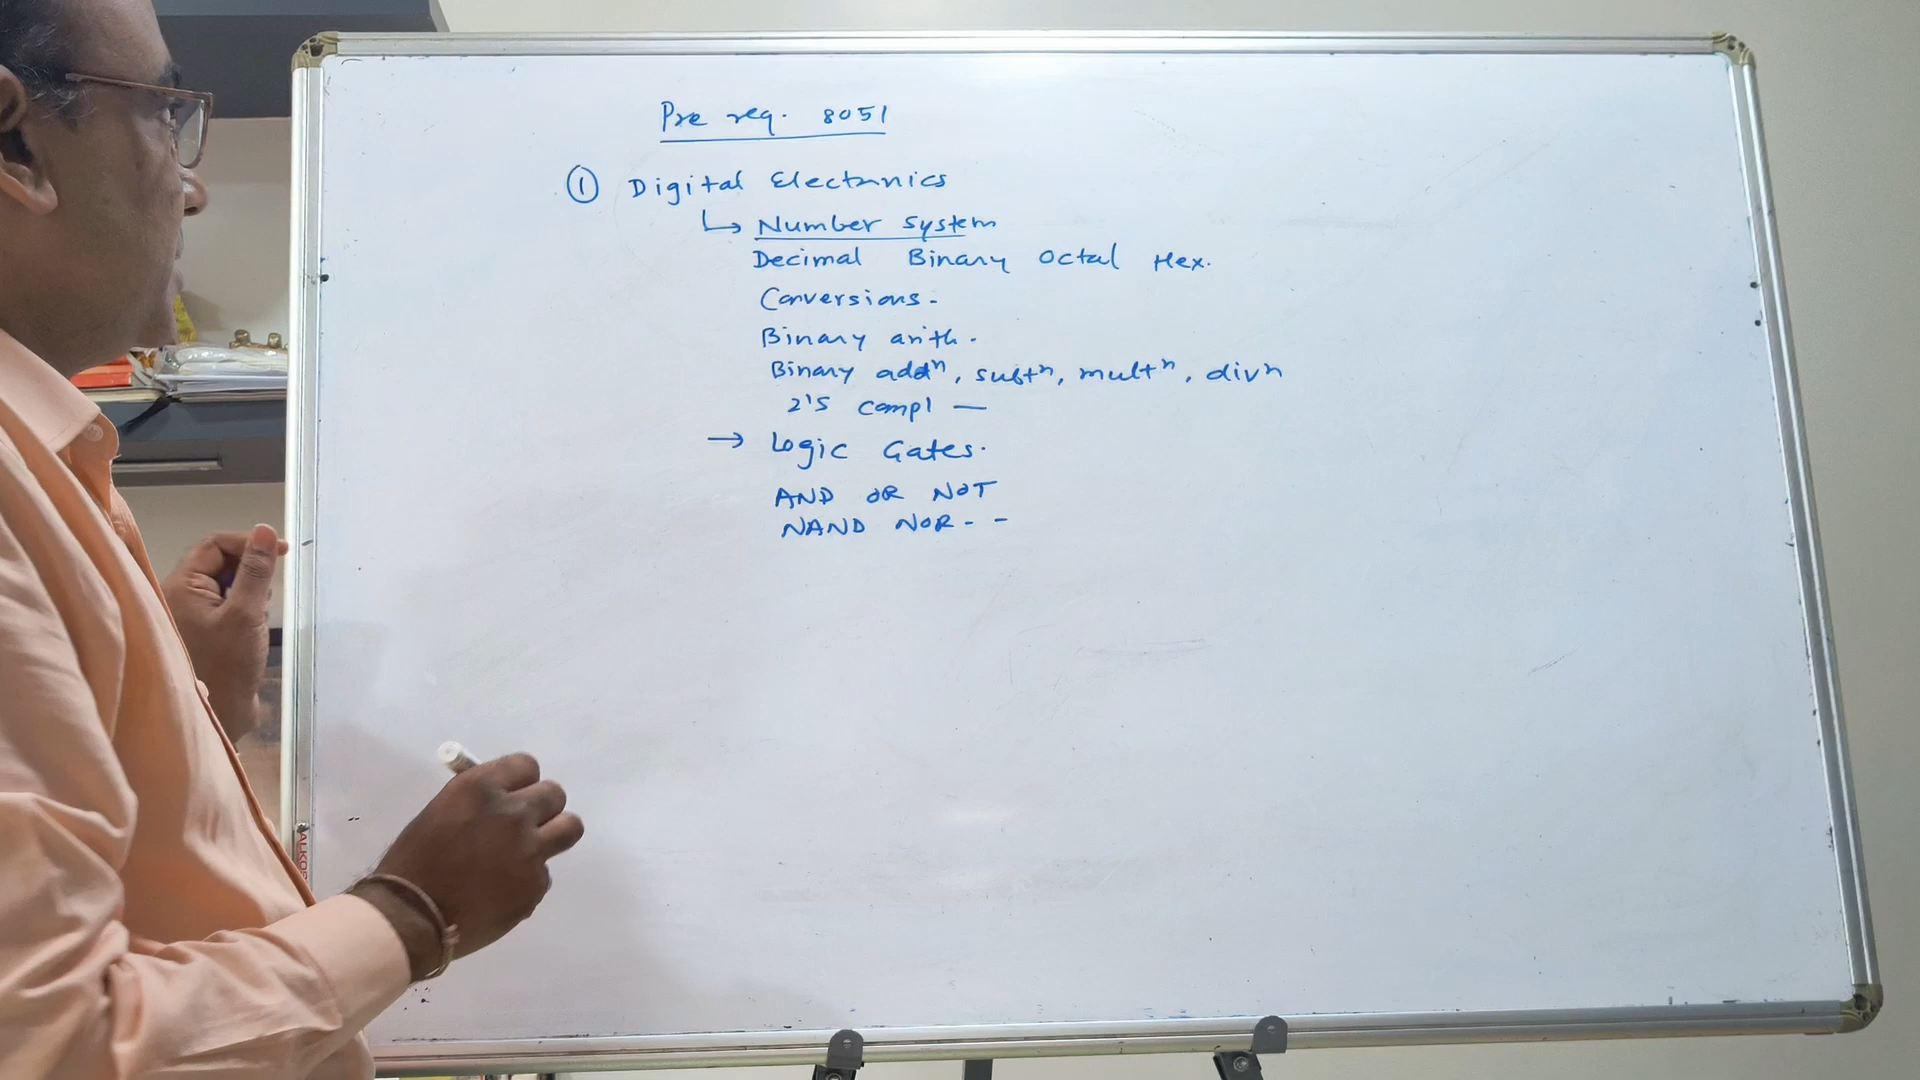 Pre req. 8051
① Digital Electronics
↳ Number System
Decimal Binary Octal Hex.
Conversions -
Binary arith.
Binary addⁿ, subtⁿ, multⁿ, divⁿ
2's compl —
→ Logic Gates.
AND OR NOT
NAND NOR - -